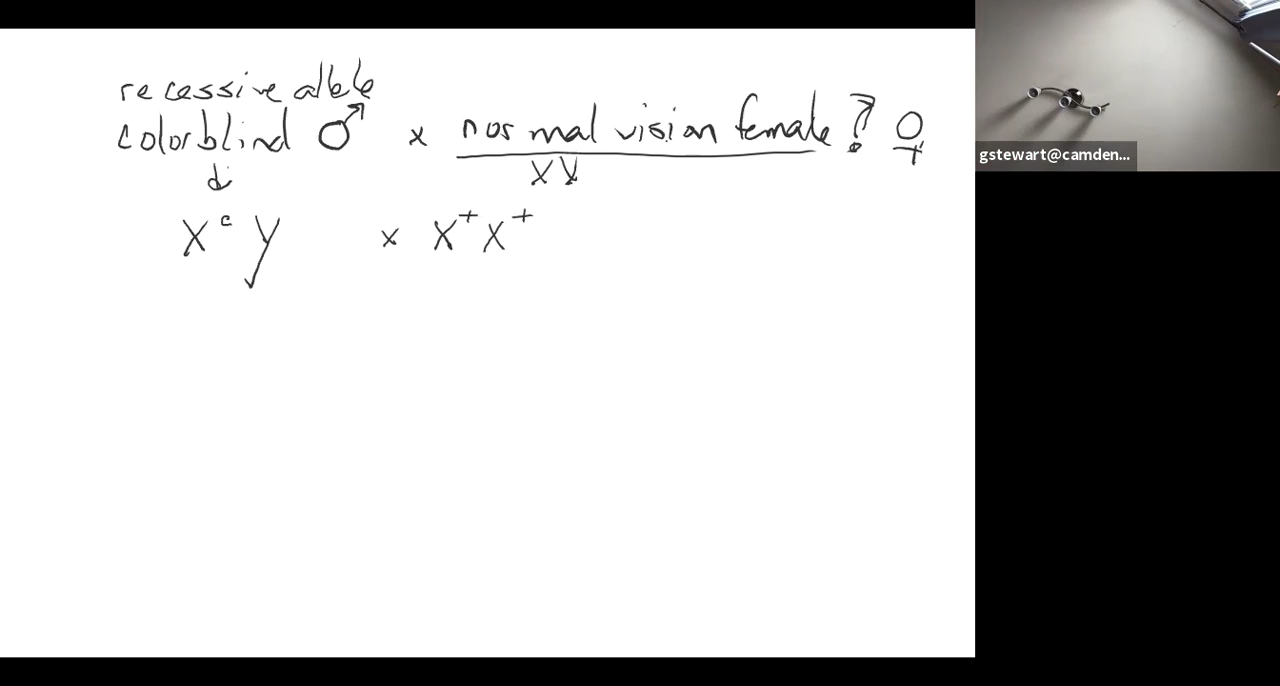 recessive allele
colorblind ♂ x normal vision female ? ♀
XX
X^c y x X^+ X^+
gstewart@camden...